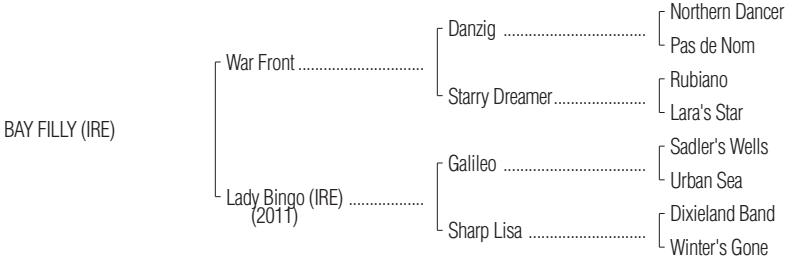 Northern Dancer
Danzig ..................................
Pas de Nom
War Front ..............................
Rubiano
Starry Dreamer......................
Lara's Star
BAY FILLY (IRE)
Sadler's Wells
Galileo ..................................
Urban Sea
Lady Bingo (IRE) ..................
(2011)
Dixieland Band
Sharp Lisa ............................
Winter's Gone